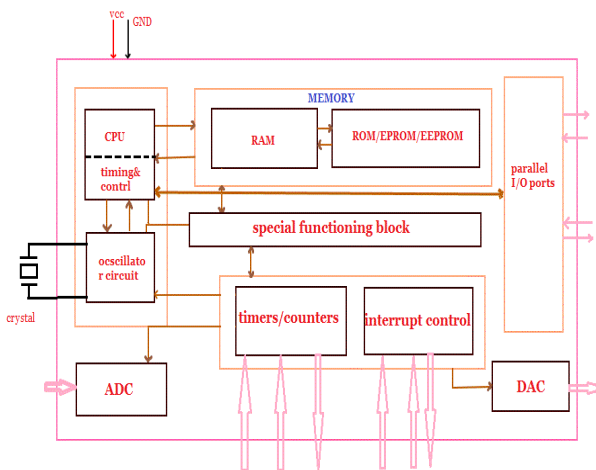 vcc
GND
MEMORY
CPU
RAM
ROM/EPROM/EEPROM
timing&
contrl
parallel
I/O ports
special functioning block
ocscillato
r circuit
crystal
timers/counters
interrupt control
ADC
DAC